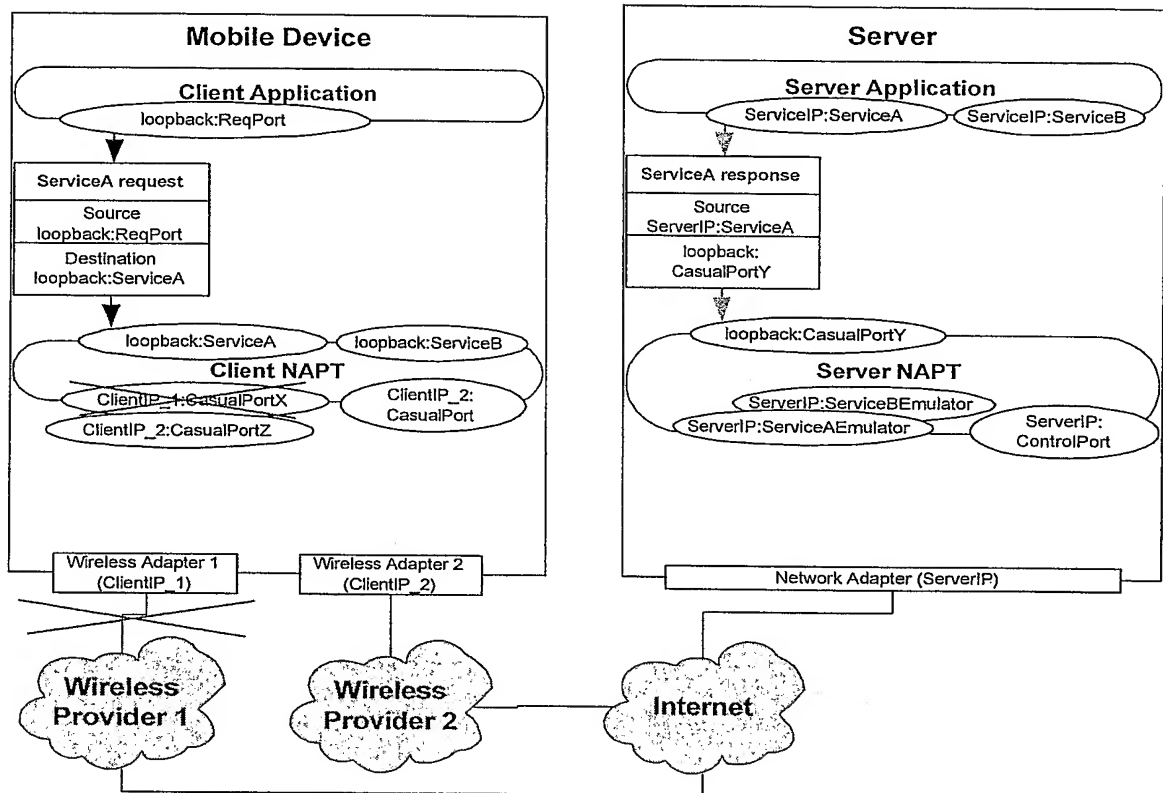 Mobile Device
Client Application
loopback:ReqPort
ServiceA request
Source
loopback:ReqPort
Destination
loopback:ServiceA
loopback:ServiceA
loopback:ServiceB
Client NAPT
ClientIP_1:CasualPortX
ClientIP_2:
CasualPort
ClientIP_2:CasualPortZ
Wireless Adapter 1
(ClientIP_1)
Wireless Adapter 2
(ClientIP_2)
Wireless
Provider 1
Wireless
Provider 2
Server
Server Application
ServiceIP:ServiceA
ServiceIP:ServiceB
ServiceA response
Source
ServerIP:ServiceA
loopback:
CasualPortY
loopback:CasualPortY
Server NAPT
ServerIP:ServiceBEmulator
ServerIP:ServiceAEmulator
ServerIP:
ControlPort
Network Adapter (ServerIP)
Internet